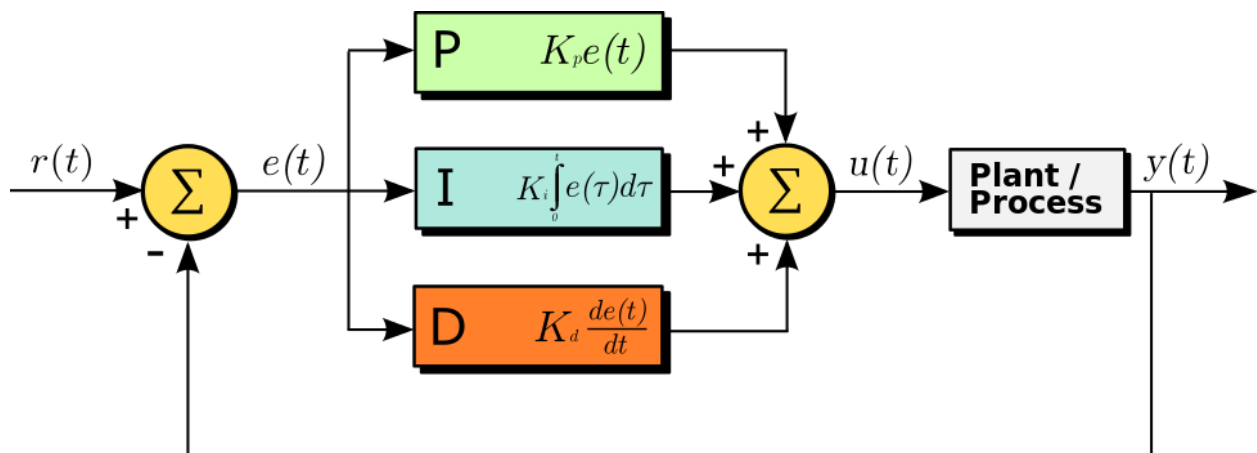 P K_p e(t)
r(t)
Σ
e(t)
+
-
I K_i ∫_0^t e(τ)dτ
D K_d de(t)/dt
+
+
+
Σ
u(t)
Plant /
Process
y(t)